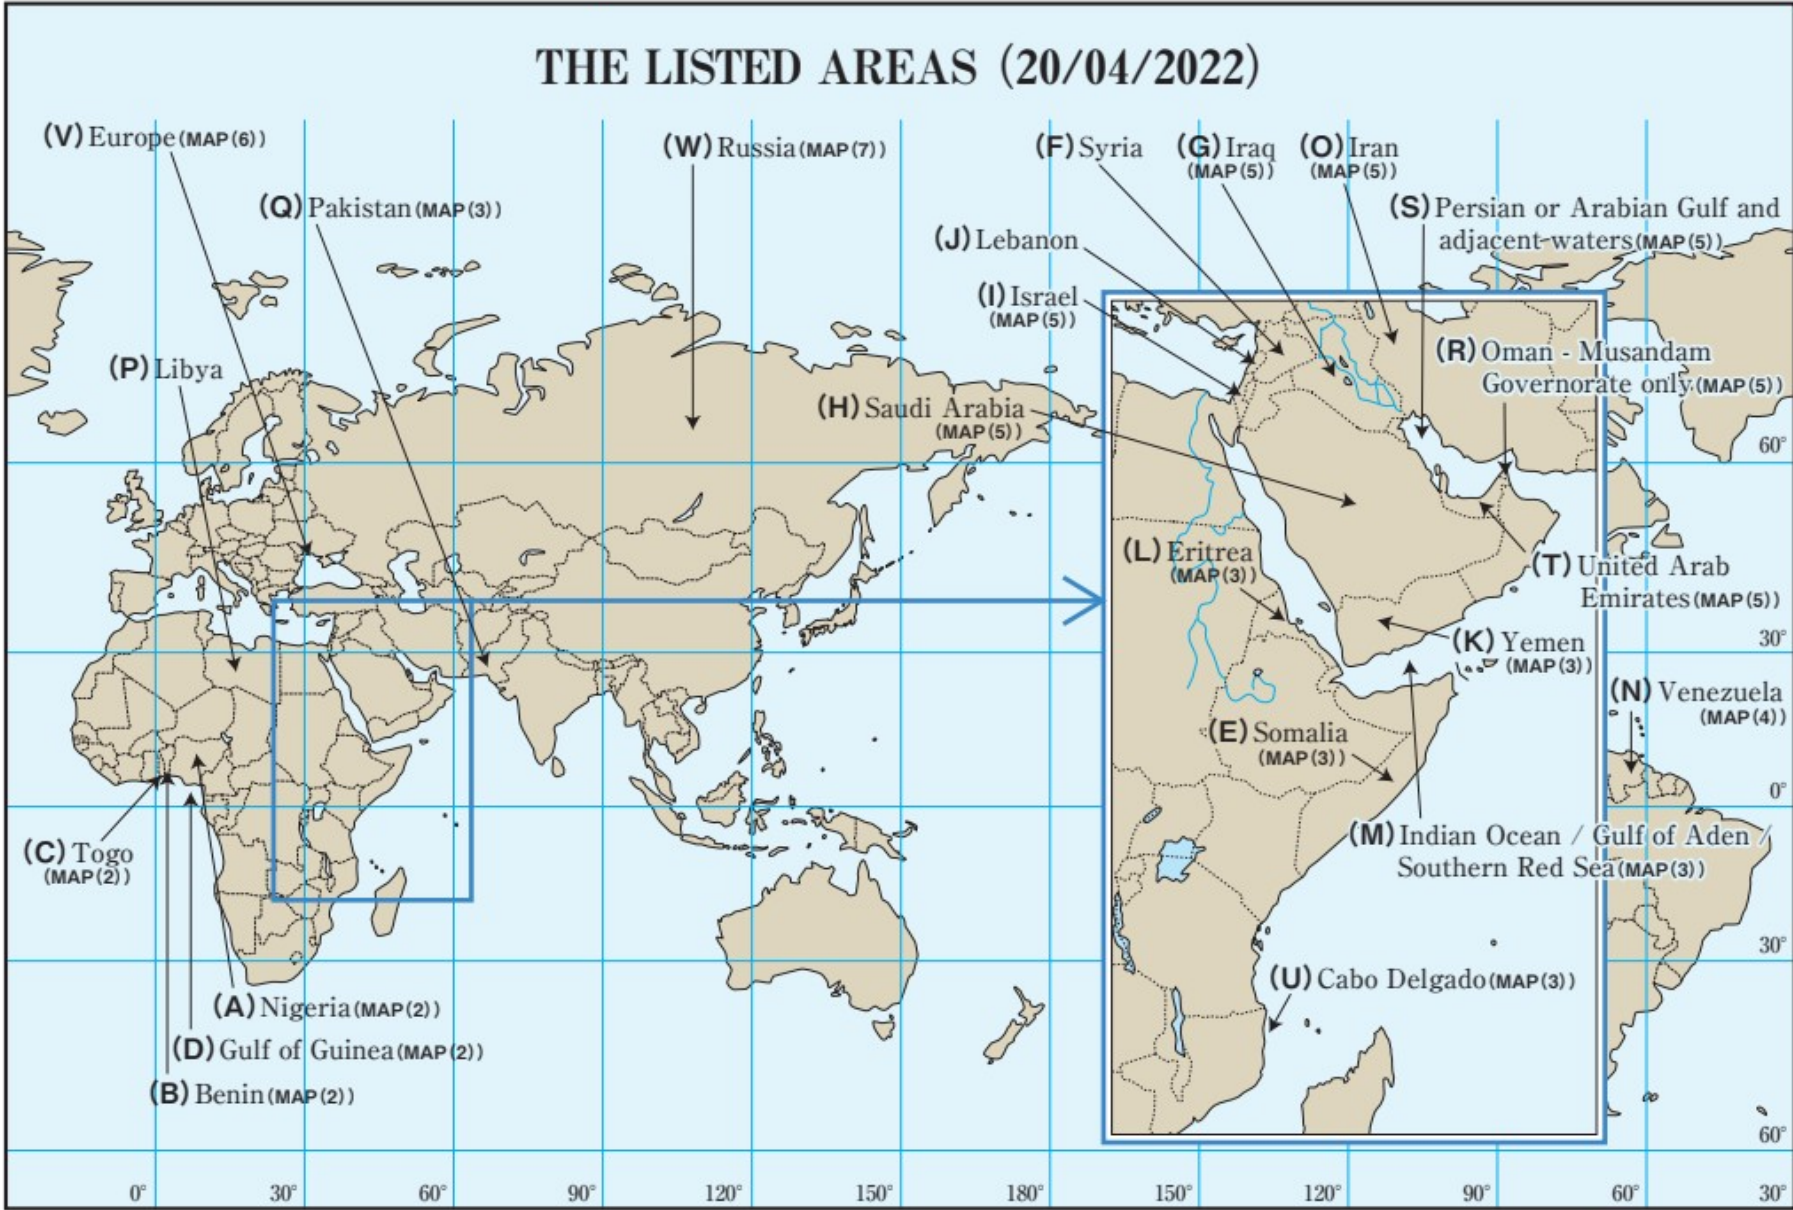 THE LISTED AREAS (20/04/2022)
(V) Europe (MAP(6))
(W) Russia (MAP(7))
(F) Syria
(G) Iraq
(MAP(5))
(O) Iran
(MAP(5))
(Q) Pakistan (MAP(3))
(S) Persian or Arabian Gulf and
adjacent waters (MAP(5))
(J) Lebanon
(I) Israel
(MAP(5))
(R) Oman - Musandam
Governorate only (MAP(5))
(P) Libya
(H) Saudi Arabia
(MAP(5))
60°
(L) Eritrea
(MAP(3))
(T) United Arab
Emirates (MAP(5))
30°
(K) Yemen
(MAP(3))
(N) Venezuela
(MAP(4))
(E) Somalia
(MAP(3))
0°
(C) Togo
(MAP(2))
(M) Indian Ocean / Gulf of Aden /
Southern Red Sea (MAP(3))
30°
(U) Cabo Delgado (MAP(3))
(A) Nigeria (MAP(2))
(D) Gulf of Guinea (MAP(2))
(B) Benin (MAP(2))
60°
0° 30° 60° 90° 120° 150° 180° 150° 120° 90° 60° 30°